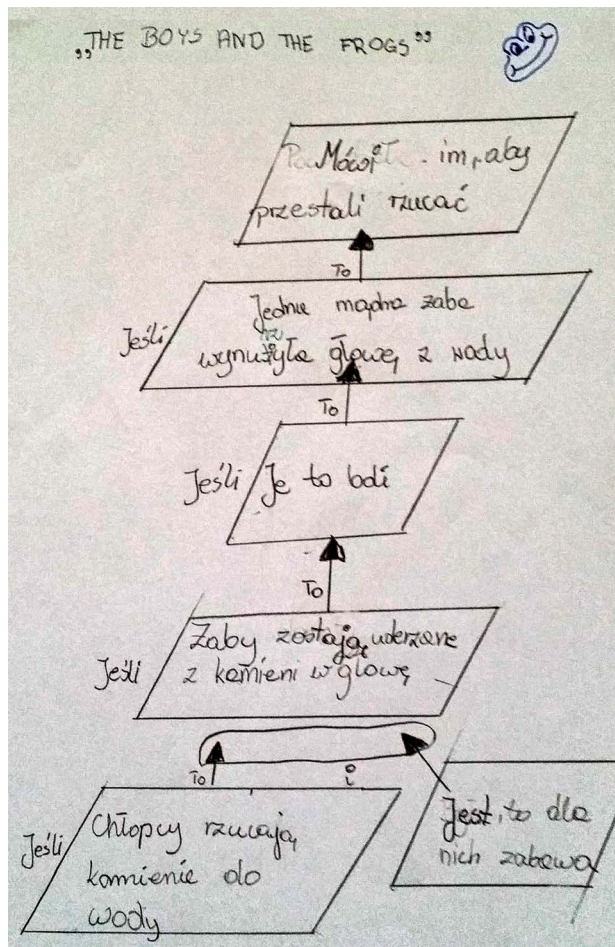 „THE BOYS AND THE FROGS”
Mówi im, aby
przestali rzucać
To
Jedna mądra żaba
Jeśli
wynurzyła głowę z wody
To
Jeśli
Je to boli
To
Żaby zostają uderzane
Jeśli
z kamieni w głowę
To
i
Jeśli
Chłopcy rzucają
kamienie do
wody
Jest to dla
nich zabawa